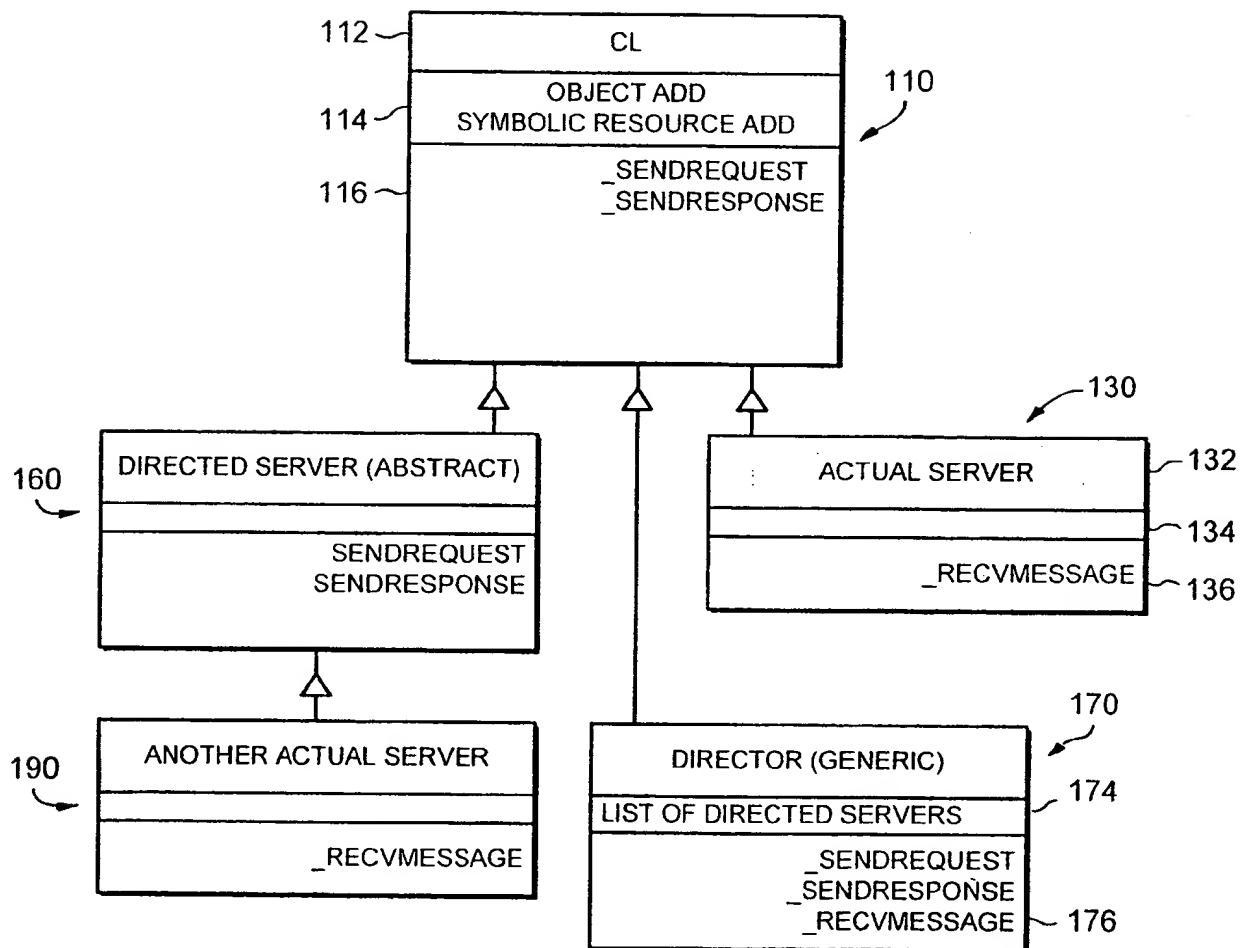 112
CL
110
114
OBJECT ADD
SYMBOLIC RESOURCE ADD
116
_SENDREQUEST
_SENDRESPONSE
130
160
DIRECTED SERVER (ABSTRACT)
SENDREQUEST
SENDRESPONSE
ACTUAL SERVER
132
134
_RECVMESSAGE
136
190
ANOTHER ACTUAL SERVER
_RECVMESSAGE
170
DIRECTOR (GENERIC)
174
LIST OF DIRECTED SERVERS
_SENDREQUEST
_SENDRESPONSE
_RECVMESSAGE
176